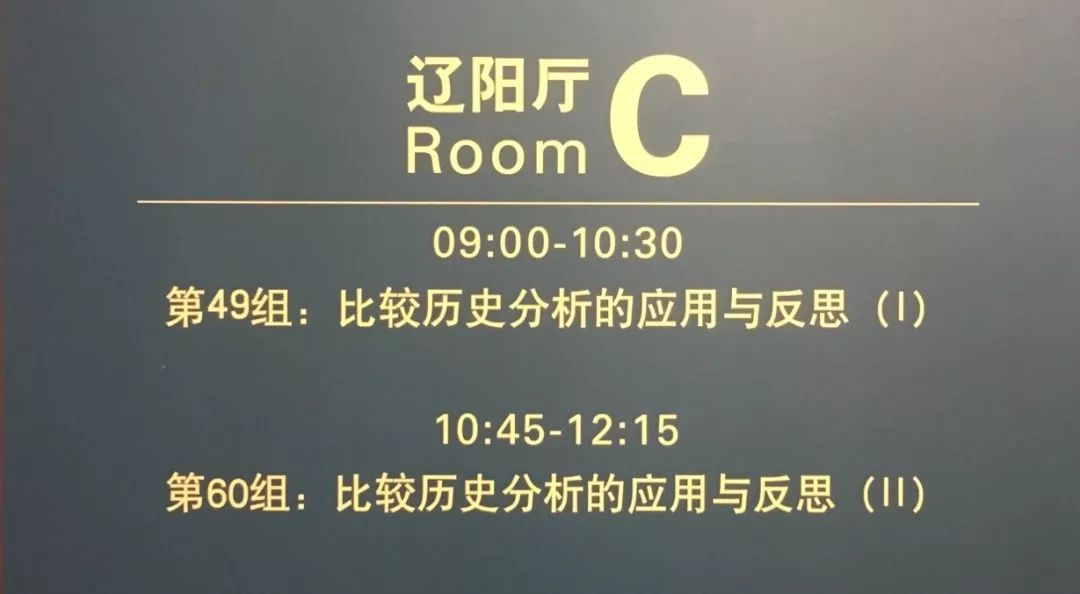 辽阳厅
Room C
09:00-10:30
第49组：比较历史分析的应用与反思（I）
10:45-12:15
第60组：比较历史分析的应用与反思（II）